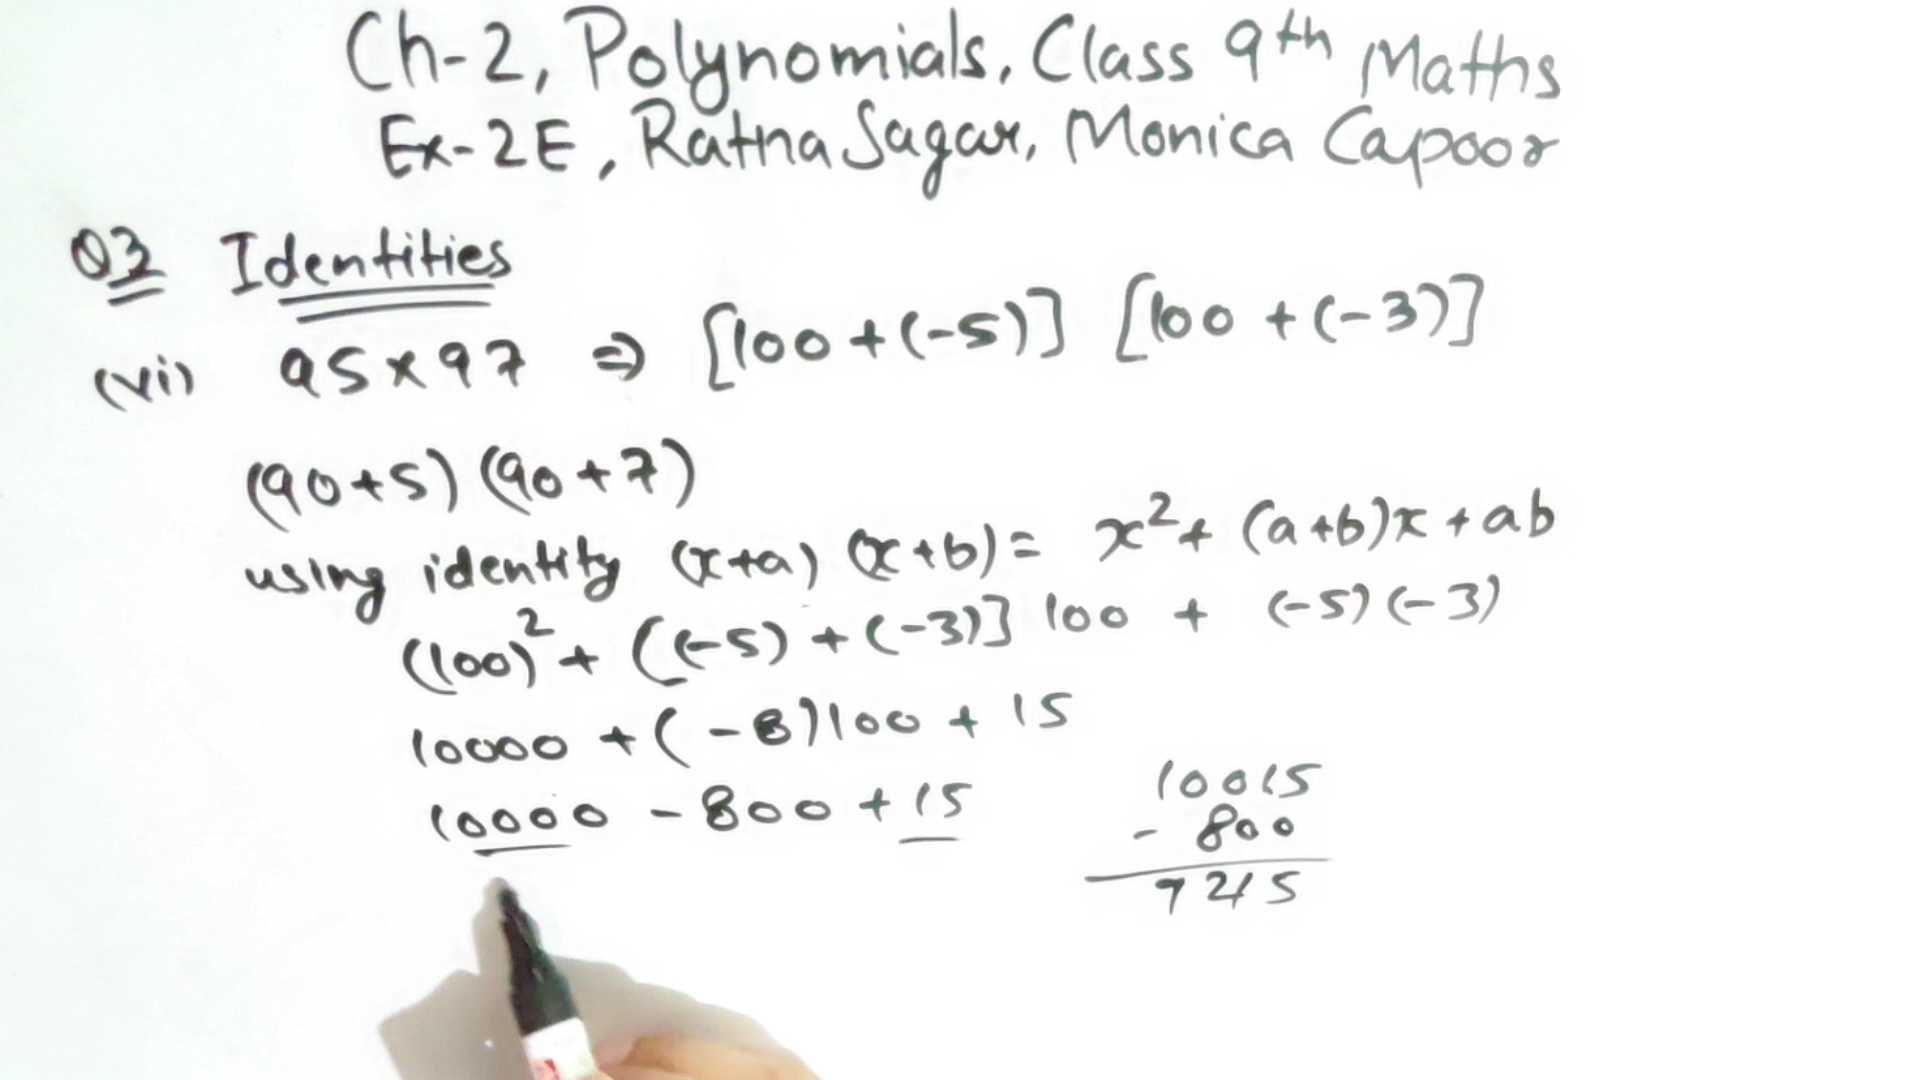 Ch-2, Polynomials, Class 9th Maths
Ex-2E, Ratna Sagar, Monica Capoor
Q3 Identities
(vi) 95×97 ⇒ [100+(-5)] [100+(-3)]
(90+5) (90+7)
using identity (x+a) (x+b) = x²+ (a+b)x + ab
(100)² + ((-5) + (-3)] 100 + (-5)(-3)
10000 + (-8)100 + 15
10000 - 800 + 15
10015
- 800
9215